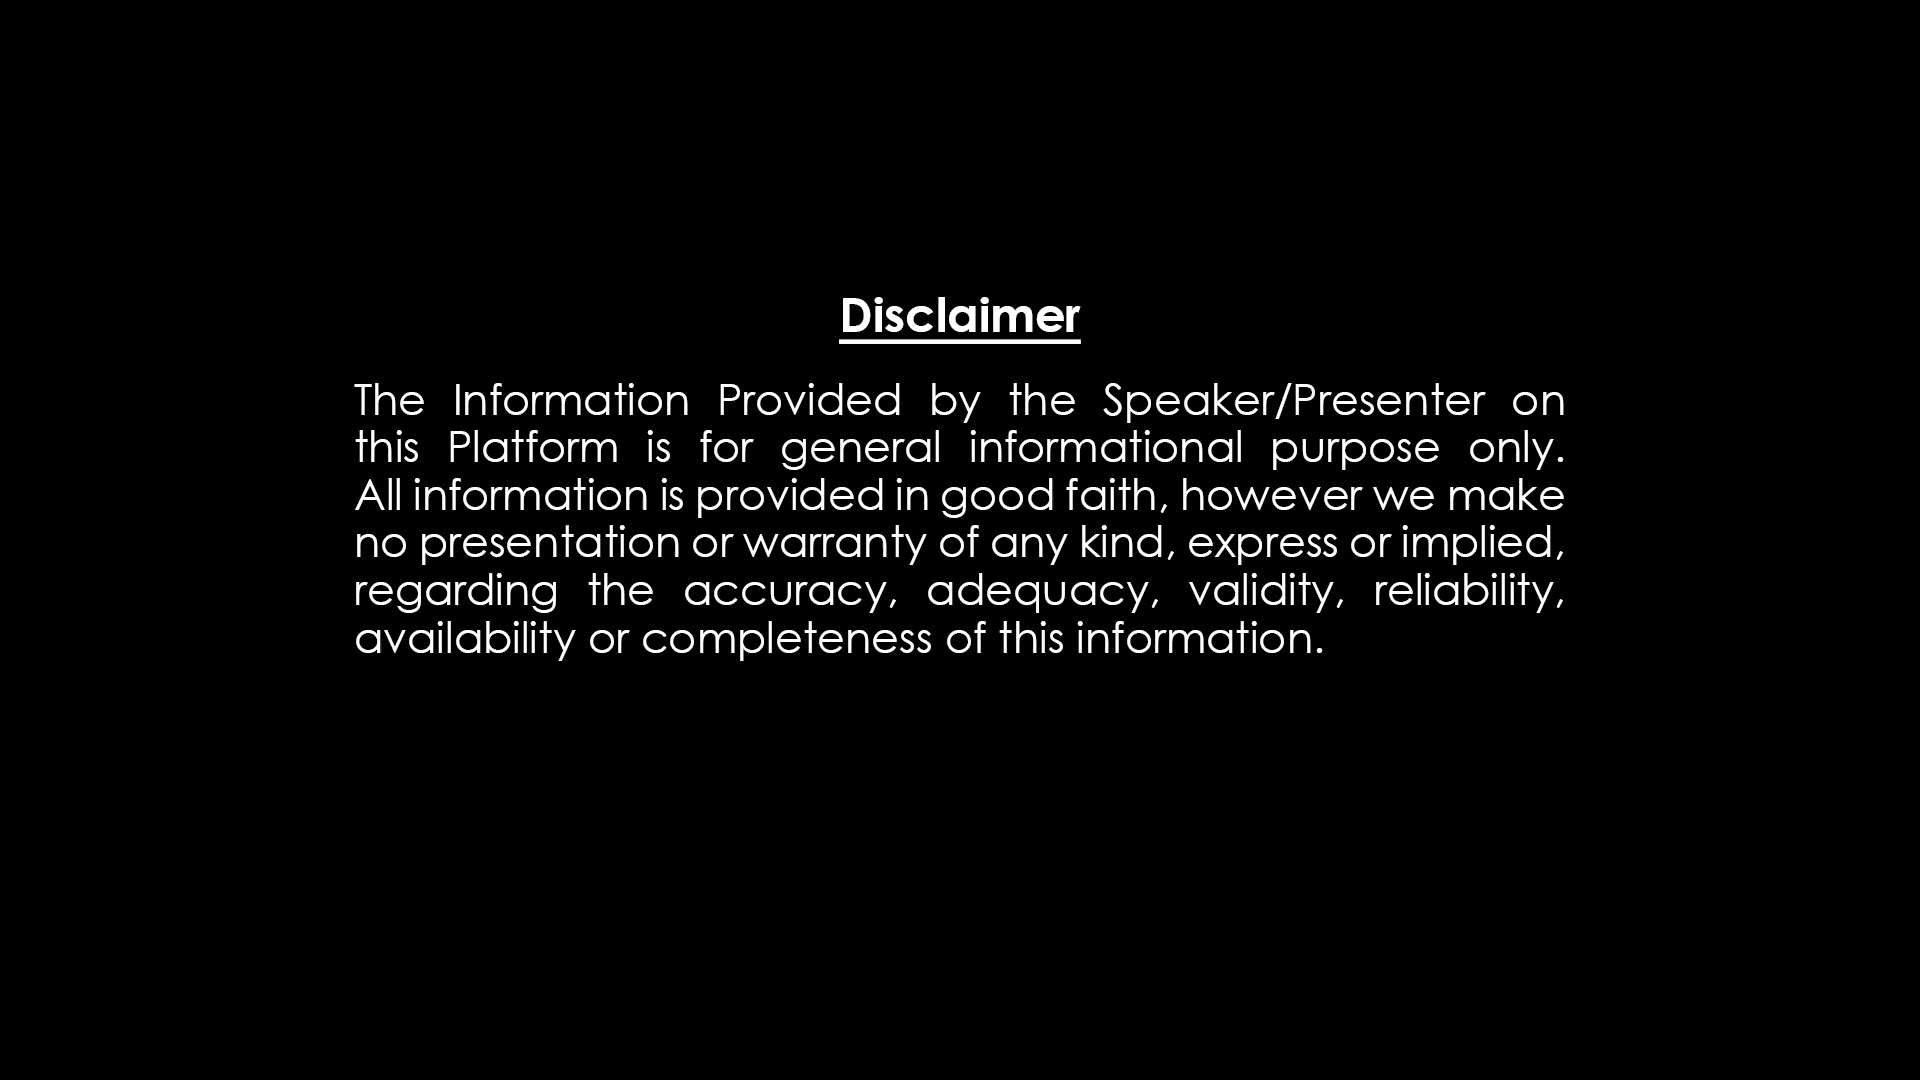 Disclaimer
The Information Provided by the Speaker/Presenter on
this Platform is for general informational purpose only.
All information is provided in good faith, however we make
no presentation or warranty of any kind, express or implied,
regarding the accuracy, adequacy, validity, reliability,
availability or completeness of this information.